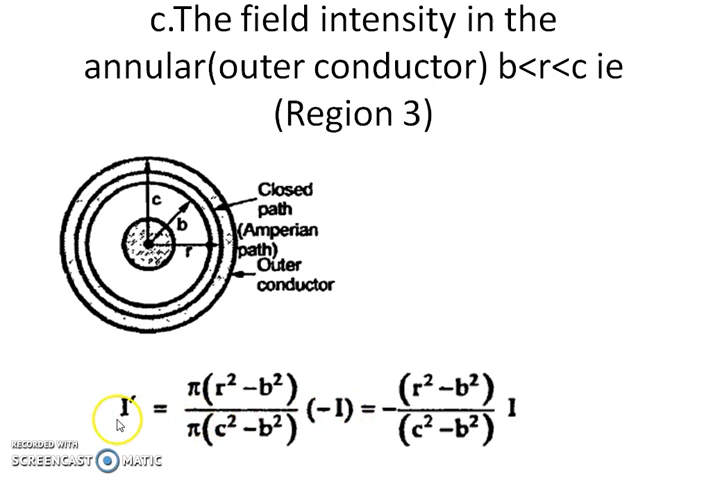 c.The field intensity in the
annular(outer conductor) b<r<c ie
(Region 3)
Closed
path
(Amperian
path)
Outer
conductor
c
b
r
I' = π(r² – b²) / π(c² – b²) (–I) = – (r² – b²) / (c² – b²) I
RECORDED WITH
SCREENCAST MATIC